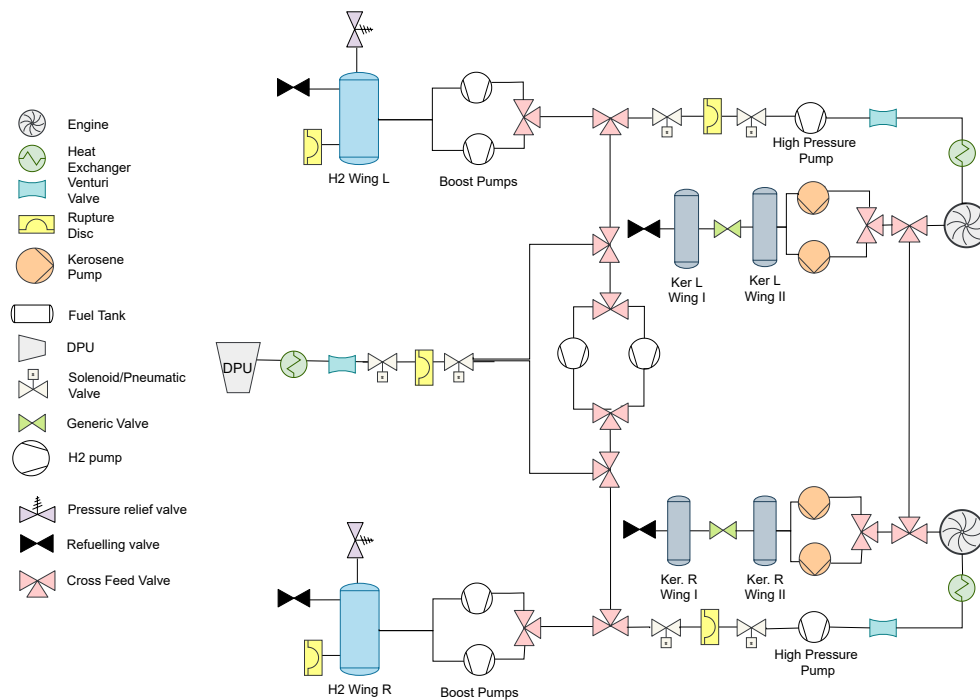 Engine
Heat
Exchanger
Venturi
Valve
Rupture
Disc
Kerosene
Pump
Fuel Tank
DPU
Solenoid/Pneumatic
Valve
Generic Valve
H2 pump
Pressure relief valve
Refuelling valve
Cross Feed Valve
H2 Wing L
Boost Pumps
High Pressure
Pump
Ker L
Wing I
Ker L
Wing II
DPU
Ker. R
Wing I
Ker. R
Wing II
H2 Wing R
Boost Pumps
High Pressure
Pump